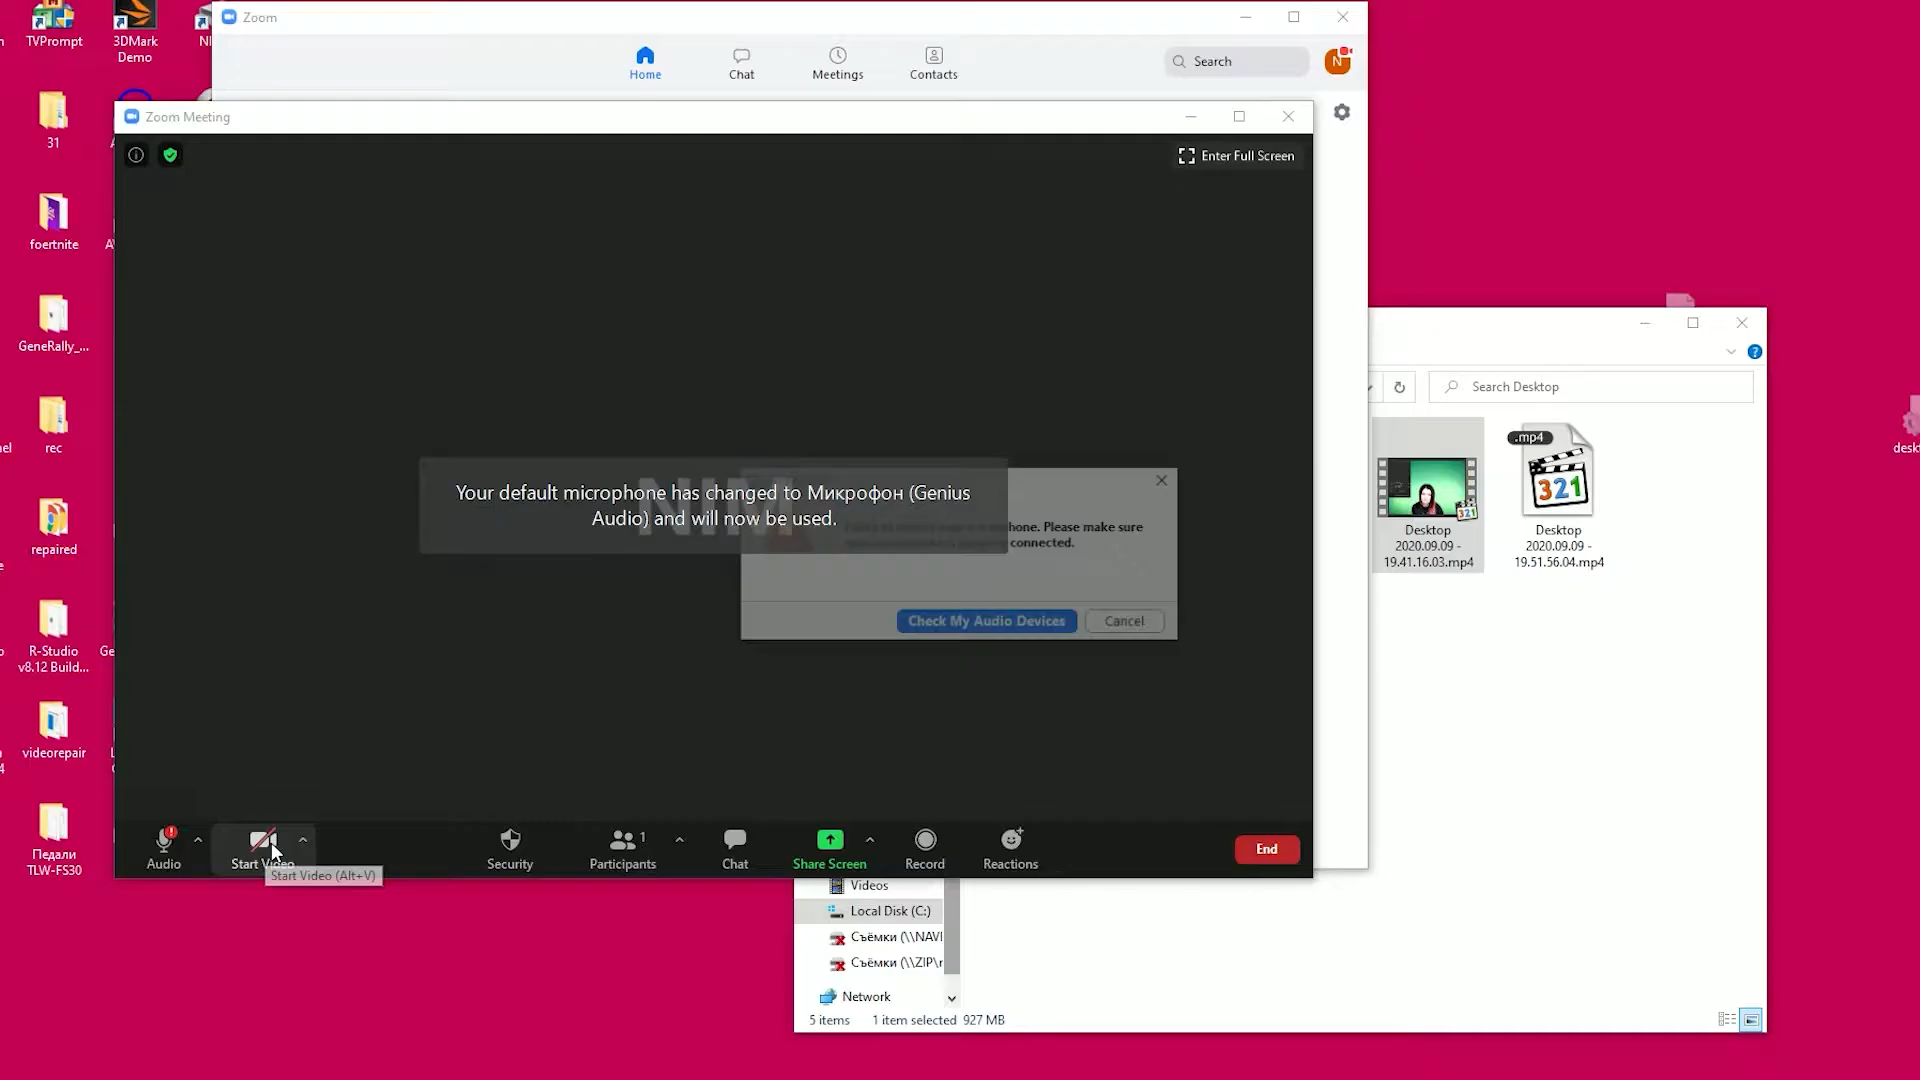 TVPrompt
3DMark
Demo
NI
31
foertnite
GeneRally_...
rec
repaired
R-Studio
v8.12 Build...
videorepair
Педали
TLW-FS30
Zoom
Home
Chat
Meetings
Contacts
Search
N
Zoom Meeting
Enter Full Screen
NIM
Your default microphone has changed to Микрофон (Genius
Audio) and will now be used.
hone. Please make sure
connected.
Check My Audio Devices
Cancel
Audio
Start Video
Start Video (Alt+V)
Security
Participants
1
Chat
Share Screen
Record
Reactions
End
Search Desktop
Desktop
2020.09.09 -
19.41.16.03.mp4
.mp4
321
Desktop
2020.09.09 -
19.51.56.04.mp4
Videos
Local Disk (C:)
Съёмки (\\NAVI
Съёмки (\\ZIP\r
Network
5 items
1 item selected 927 MB
desk